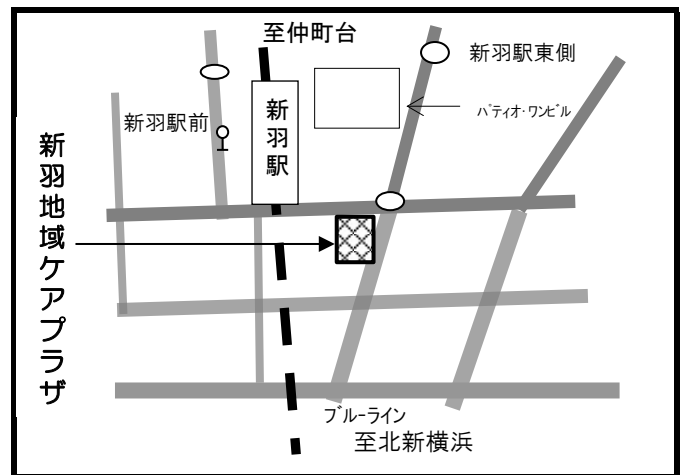 至仲町台
新羽駅東側
パティオ・ワンビル
新羽駅前
新羽駅
新羽地域ケアプラザ
ブルーライン
至北新横浜